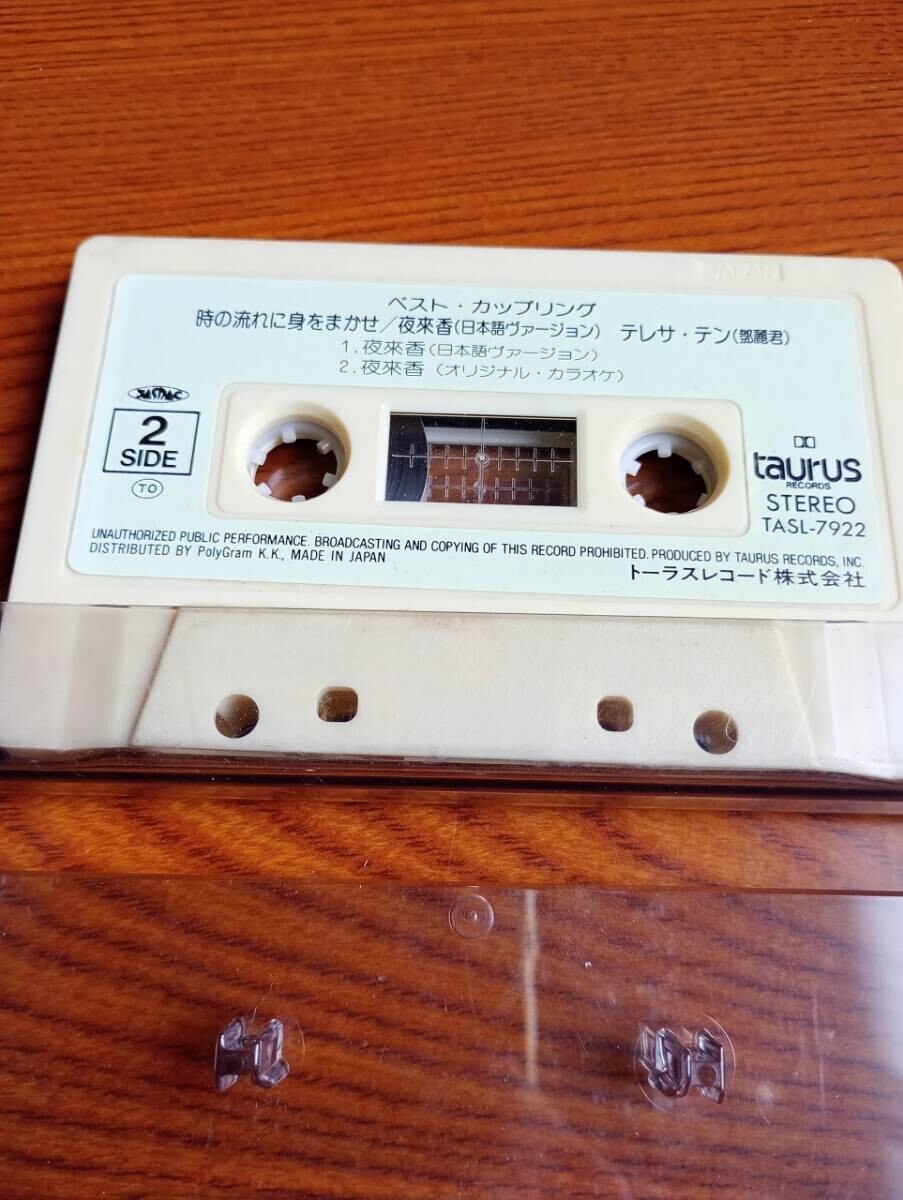 JAPAN
ベスト・カップリング
時の流れに身をまかせ/夜來香(日本語ヴァージョン) テレサ・テン(鄧麗君)
1.夜來香(日本語ヴァージョン)
2.夜來香(オリジナル・カラオケ)
JASRAC
2
SIDE
TO
taurus
RECORDS
STEREO
TASL-7922
UNAUTHORIZED PUBLIC PERFORMANCE. BROADCASTING AND COPYING OF THIS RECORD PROHIBITED. PRODUCED BY TAURUS RECORDS, INC.
DISTRIBUTED BY PolyGram K.K., MADE IN JAPAN
トーラスレコード株式会社